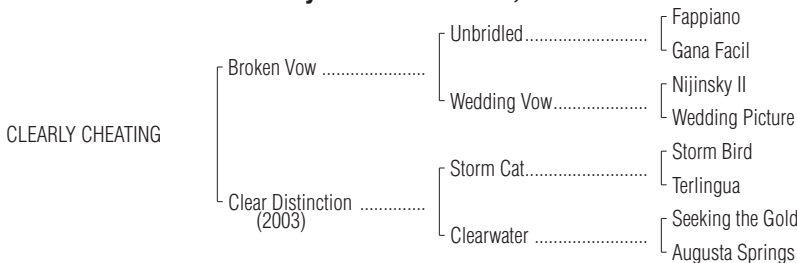 Fappiano
Unbridled..........................
Gana Facil
Broken Vow ......................
Nijinsky II
Wedding Vow....................
Wedding Picture
CLEARLY CHEATING
Storm Bird
Storm Cat..........................
Terlingua
Clear Distinction ..............
(2003)
Seeking the Gold
Clearwater ........................
Augusta Springs